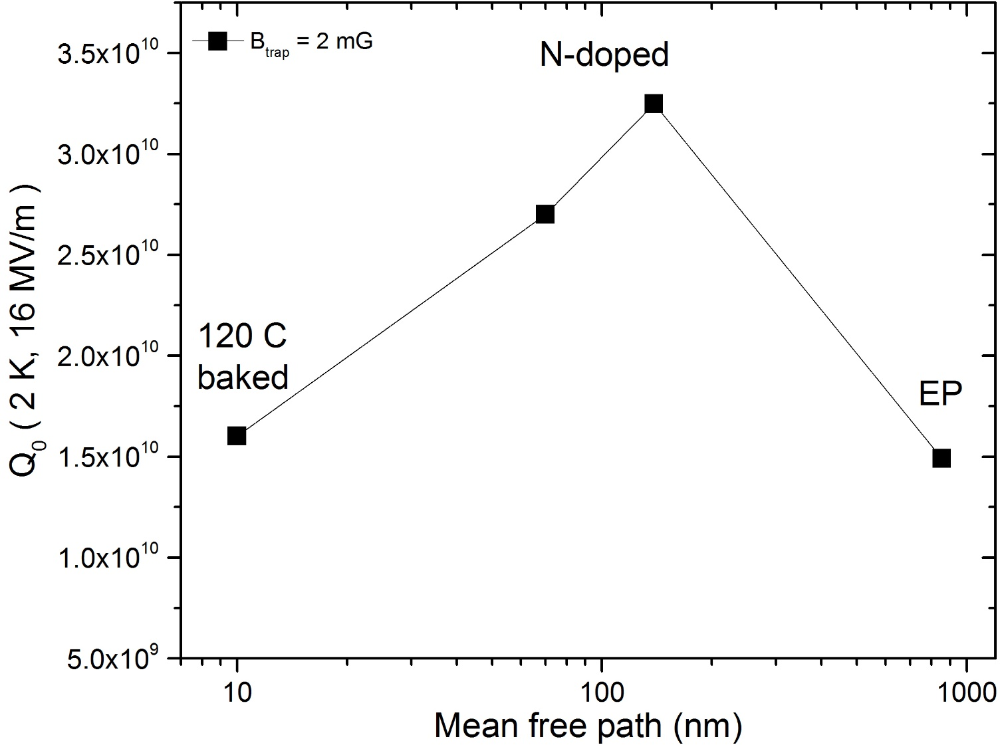 B_trap = 2 mG
N-doped
120 C
baked
EP
3.5x10^10
3.0x10^10
2.5x10^10
2.0x10^10
1.5x10^10
1.0x10^10
5.0x10^9
Q_0 ( 2 K, 16 MV/m )
10
100
1000
Mean free path (nm)